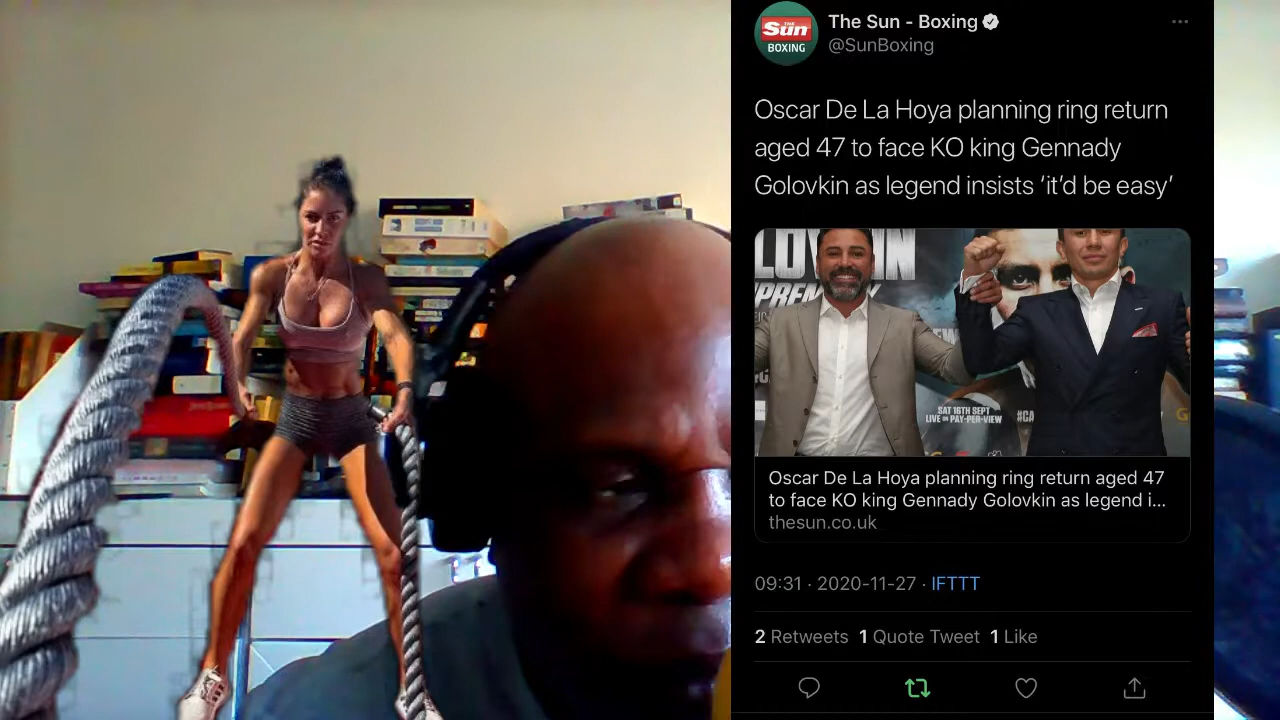 The Sun - Boxing
@SunBoxing
THE
Sun
BOXING
Oscar De La Hoya planning ring return
aged 47 to face KO king Gennady
Golovkin as legend insists ‘it’d be easy’
SAT 16TH SEPT
LIVE ON PAY-PER-VIEW
#CA
Oscar De La Hoya planning ring return aged 47
to face KO king Gennady Golovkin as legend i...
thesun.co.uk
09:31 · 2020-11-27 · IFTTT
2 Retweets 1 Quote Tweet 1 Like